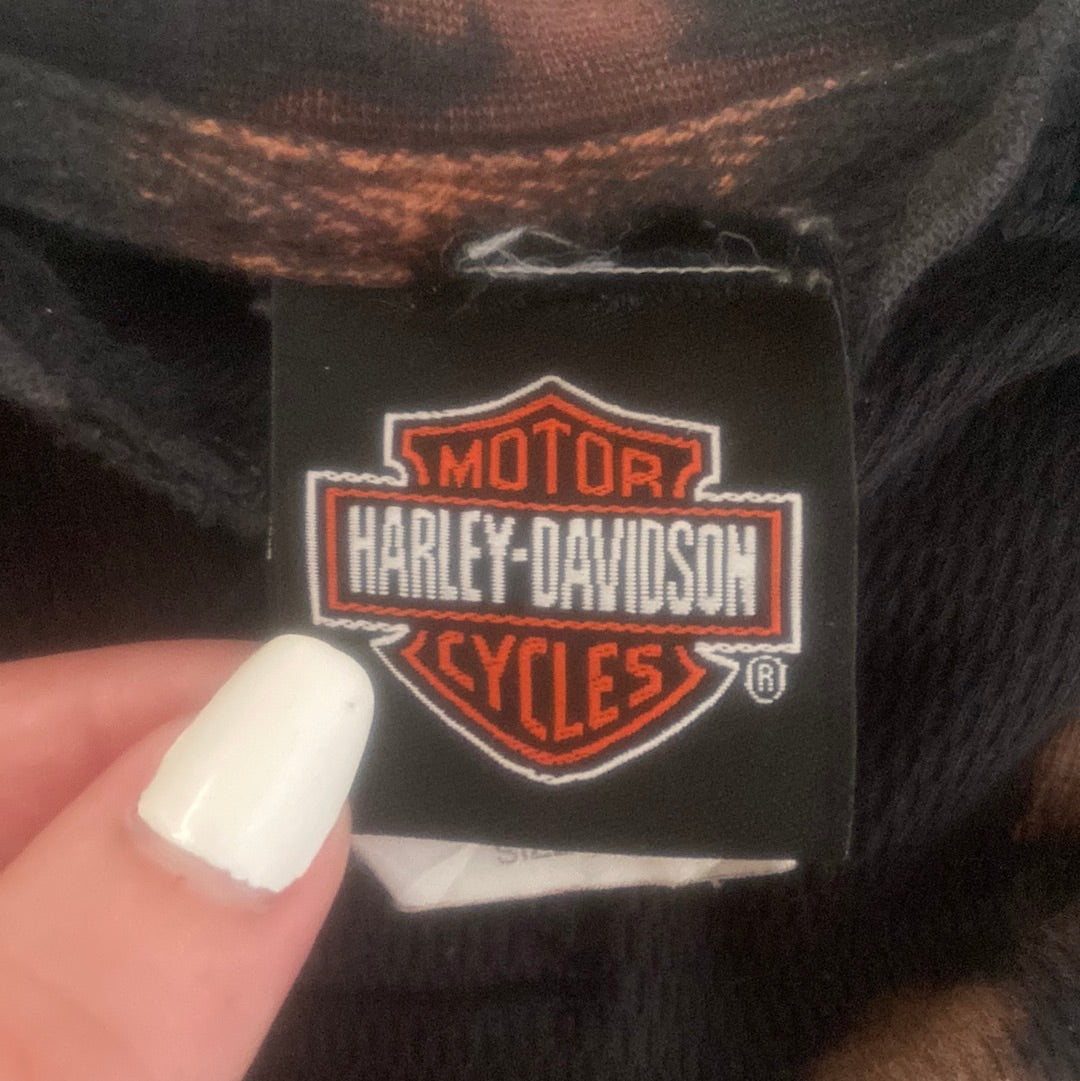 MOTOR
HARLEY-DAVIDSON
CYCLES
®